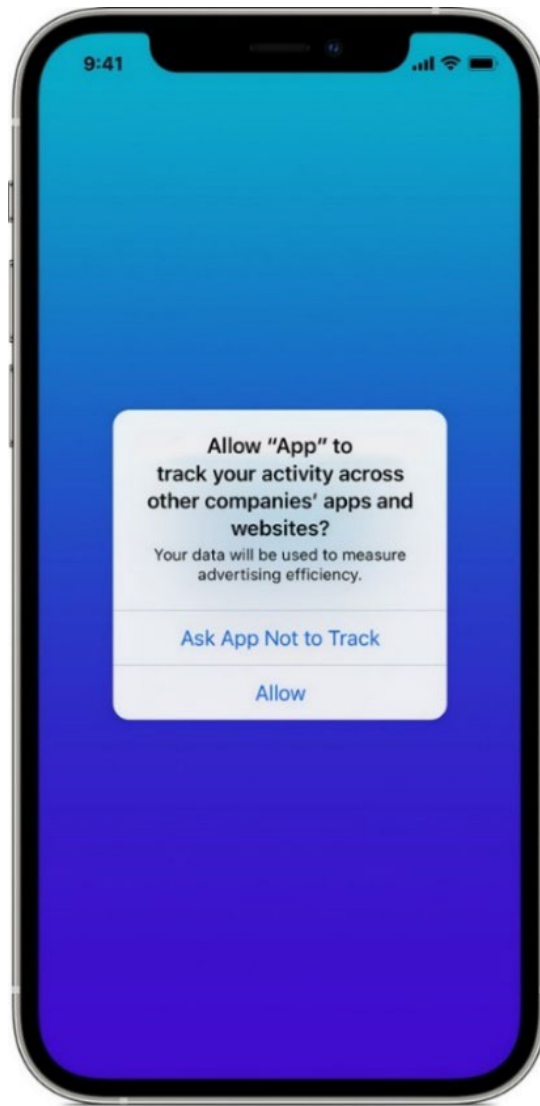 9:41
Allow "App" to
track your activity across
other companies' apps and
websites?
Your data will be used to measure
advertising efficiency.
Ask App Not to Track
Allow